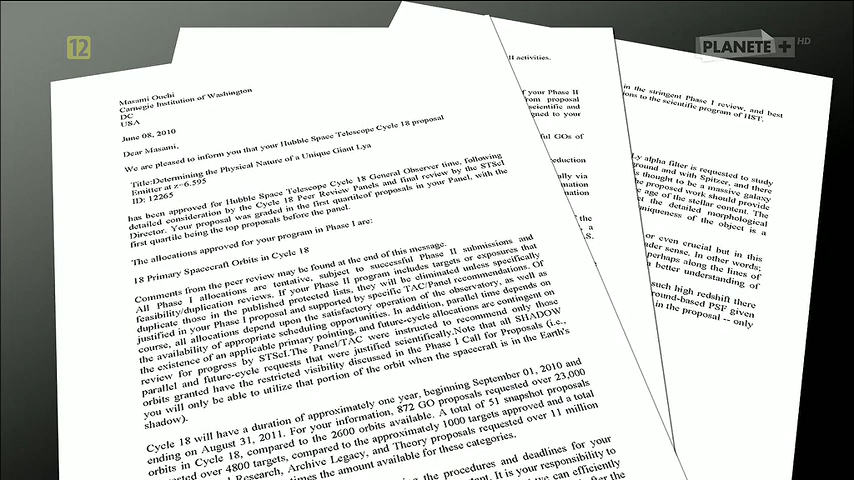 12
PLANETE +
HD
Masami Ouchi
Carnegie Institution of Washington
DC
USA
June 08, 2010
Dear Masami,
We are pleased to inform you that your Hubble Space Telescope Cycle 18 proposal
Title:Determining the Physical Nature of a Unique Giant Lya
Emitter at z=6.595
ID: 12265
has been approved for Hubble Space Telescope Cycle 18 General Observer time, following
detailed consideration by the Cycle 18 Peer Review Panels and final review by the STScI
Director. Your proposal was graded in the first quartileof proposals in your Panel, with the
first quartile being the top proposals before the panel.
The allocations approved for your program in Phase I are:
18 Primary Spacecraft Orbits in Cycle 18
Comments from the peer review may be found at the end of this message.
All Phase I allocations are tentative, subject to successful Phase II submissions and
feasibility/duplication reviews. If your Phase II program includes targets or exposures that
duplicate those in the published protected lists, they will be eliminated unless specifically
justified in your Phase I proposal and supported by specific TAC/Panel recommendations. Of
course, all allocations depend upon the satisfactory operation of the observatory, as well as
the availability of appropriate scheduling opportunities. In addition, parallel time depends on
the existence of an applicable primary pointing, and future-cycle allocations are contingent on
review for progress by STScI.The Panel/TAC were instructed to recommend only those
parallel and future-cycle requests that were justified scientifically.Note that all SHADOW
orbits granted have the restricted visibility discussed in the Phase I Call for Proposals (i.e.,
you will only be able to utilize that portion of the orbit when the spacecraft is in the Earth's
shadow).
Cycle 18 will have a duration of approximately one year, beginning September 01, 2010 and
ending on August 31, 2011. For your information, 872 GO proposals requested over 23,000
orbits in Cycle 18, compared to the 2600 orbits available. A total of 51 snapshot proposals
over 4800 targets, compared to the approximately 1000 targets approved and a total
Research, Archive Legacy, and Theory proposals requested over 11 million
times the amount available for these categories.
the procedures and deadlines for your
It is your responsibility to
we can efficiently
after the
II activities.
f your Phase II
from proposal
scientific and
gned to your
ful GOs of
eduction
ally via
mation
mation
of the
a
S.
in the stringent Phase I review, and best
ions to the scientific program of HST.
Ly alpha filter is requested to study
ground and with Spitzer, and there
is thought to be a massive galaxy
the proposed work should provide
age of the stellar content. The
the detailed morphological
uniqueness of the object is a
or even crucial but in this
under sense. In other words;
perhaps along the lines of
a better understanding of
such high redshift there
round-based PSF given
in the proposal -- only